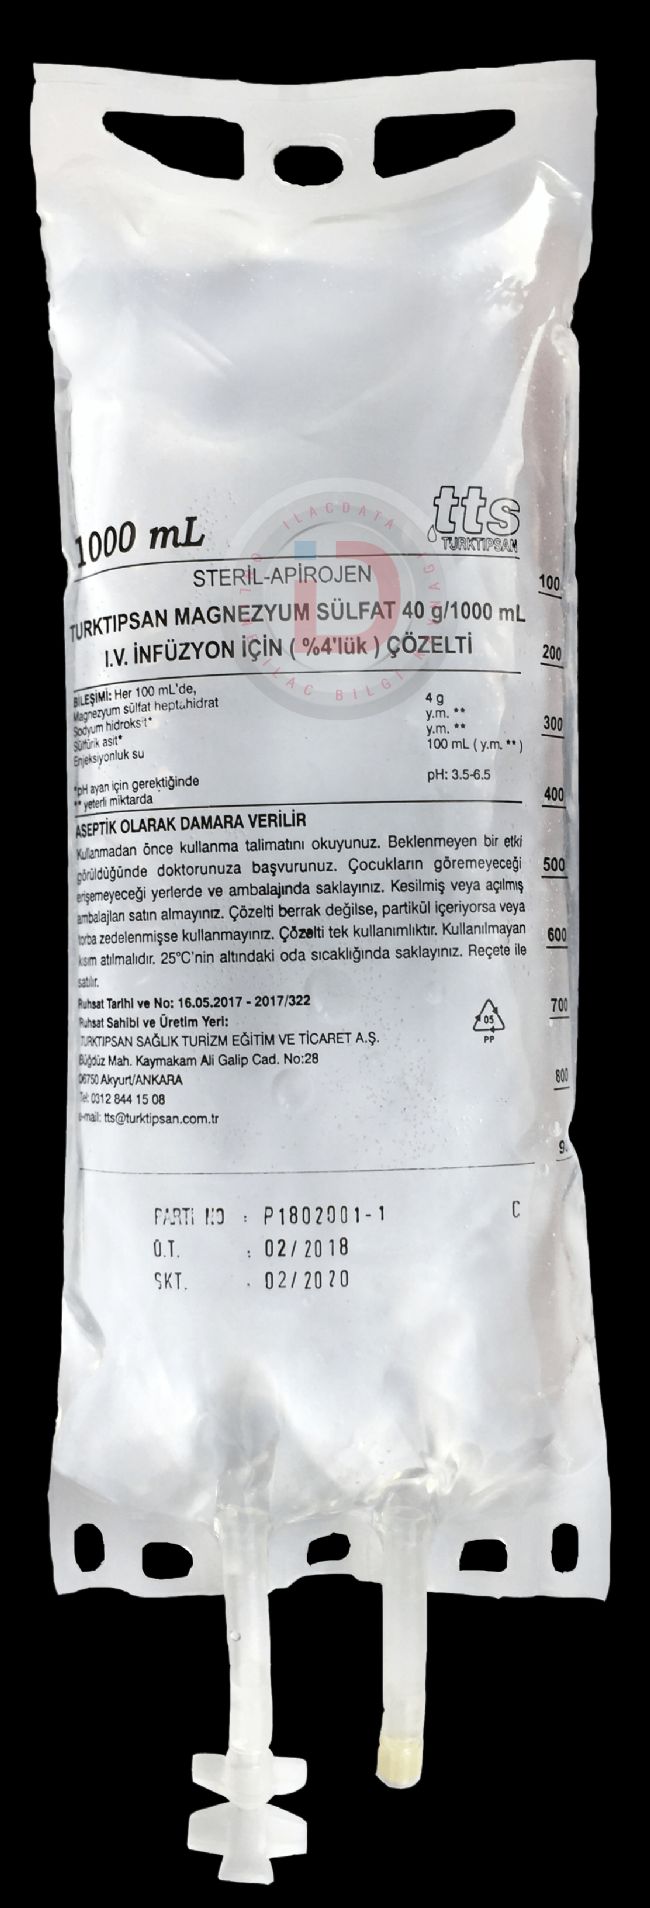 1000 mL
tts
TURKTIPSAN
ILACDATA
iD
STERİL-APİROJEN
TURKTIPSAN MAGNEZYUM SÜLFAT 40 g/1000 mL
I.V. İNFÜZYON İÇİN ( %4'lük ) ÇÖZELTİ
BİLEŞİMİ: Her 100 mL'de,
Magnezyum sülfat heptahidrat 4 g
Sodyum hidroksit* y.m. **
Sülfürik asit* y.m. **
Enjeksiyonluk su 100 mL ( y.m. ** )
*pH ayarı için gerektiğinde pH: 3.5-6.5
** yeterli miktarda
ASEPTİK OLARAK DAMARA VERİLİR
Kullanmadan önce kullanma talimatını okuyunuz. Beklenmeyen bir etki
görüldüğünde doktorunuza başvurunuz. Çocukların göremeyeceği
erişemeyeceği yerlerde ve ambalajında saklayınız. Kesilmiş veya açılmış
ambalajları satın almayınız. Çözelti berrak değilse, partikül içeriyorsa veya
torba zedelenmişse kullanmayınız. Çözelti tek kullanımlıktır. Kullanılmayan
kısım atılmalıdır. 25°C'nin altındaki oda sıcaklığında saklayınız. Reçete ile
satılır.
Ruhsat Tarihi ve No: 16.05.2017 - 2017/322
Ruhsat Sahibi ve Üretim Yeri:
TURKTIPSAN SAĞLIK TURİZM EĞİTİM VE TİCARET A.Ş.
Büğdüz Mah. Kaymakam Ali Galip Cad. No:28
06750 Akyurt/ANKARA
Tel: 0312 844 15 08
e-mail: tts@turktipsan.com.tr
05
PP
100
200
300
400
500
600
700
800
PARTİ NO : P1802001-1 C
Ü.T. : 02/2018
SKT. : 02/2020